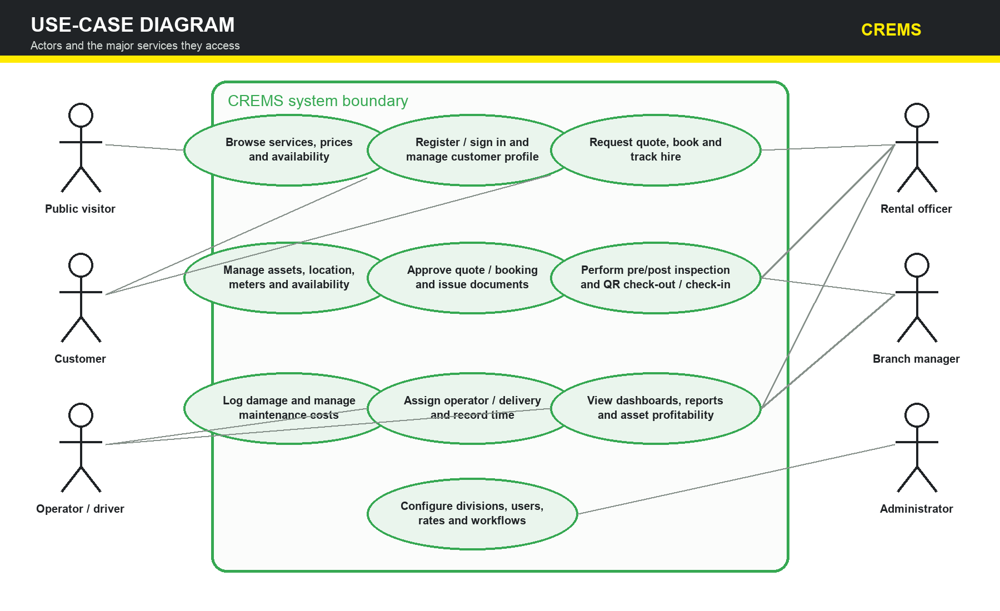 USE-CASE DIAGRAM
Actors and the major services they access
CREMS
CREMS system boundary
Browse services, prices
and availability
Register / sign in and
manage customer profile
Request quote, book and
track hire
Public visitor
Rental officer
Manage assets, location,
meters and availability
Approve quote / booking
and issue documents
Perform pre/post inspection
and QR check-out / check-in
Customer
Branch manager
Log damage and manage
maintenance costs
Assign operator / delivery
and record time
View dashboards, reports
and asset profitability
Operator / driver
Administrator
Configure divisions, users,
rates and workflows